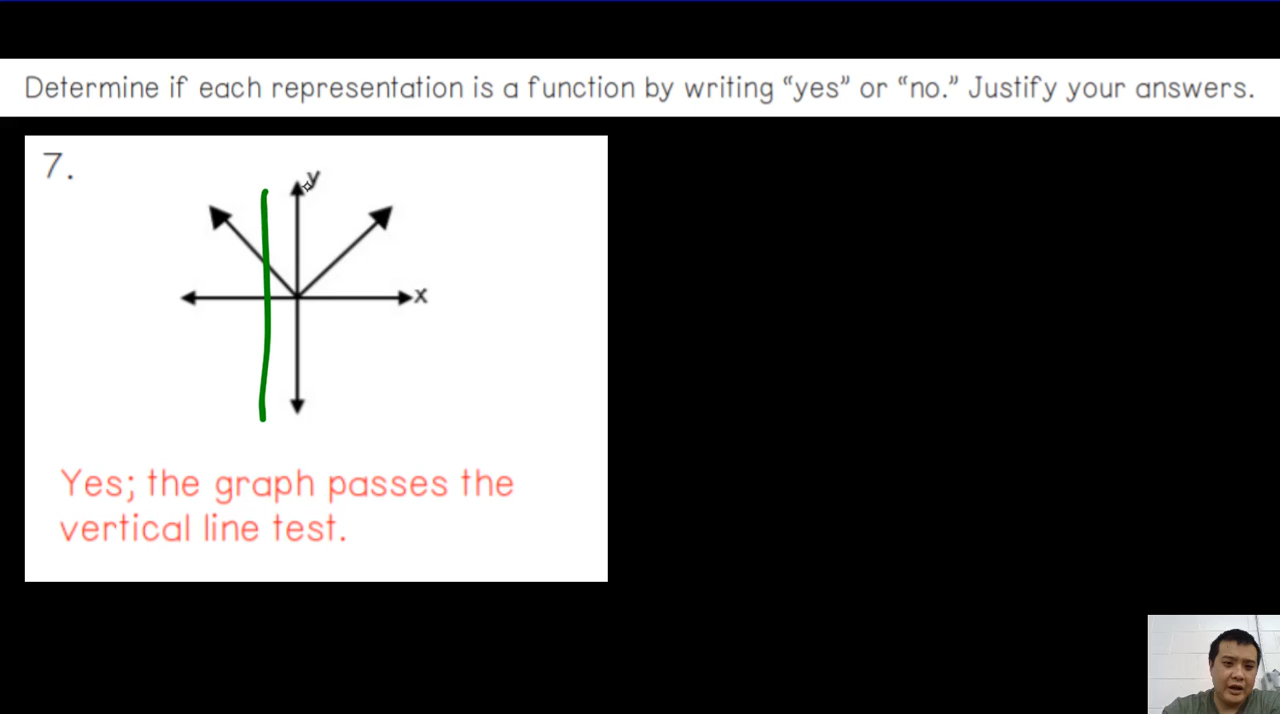 Determine if each representation is a function by writing “yes” or “no.” Justify your answers.
7.
y
x
Yes; the graph passes the
vertical line test.